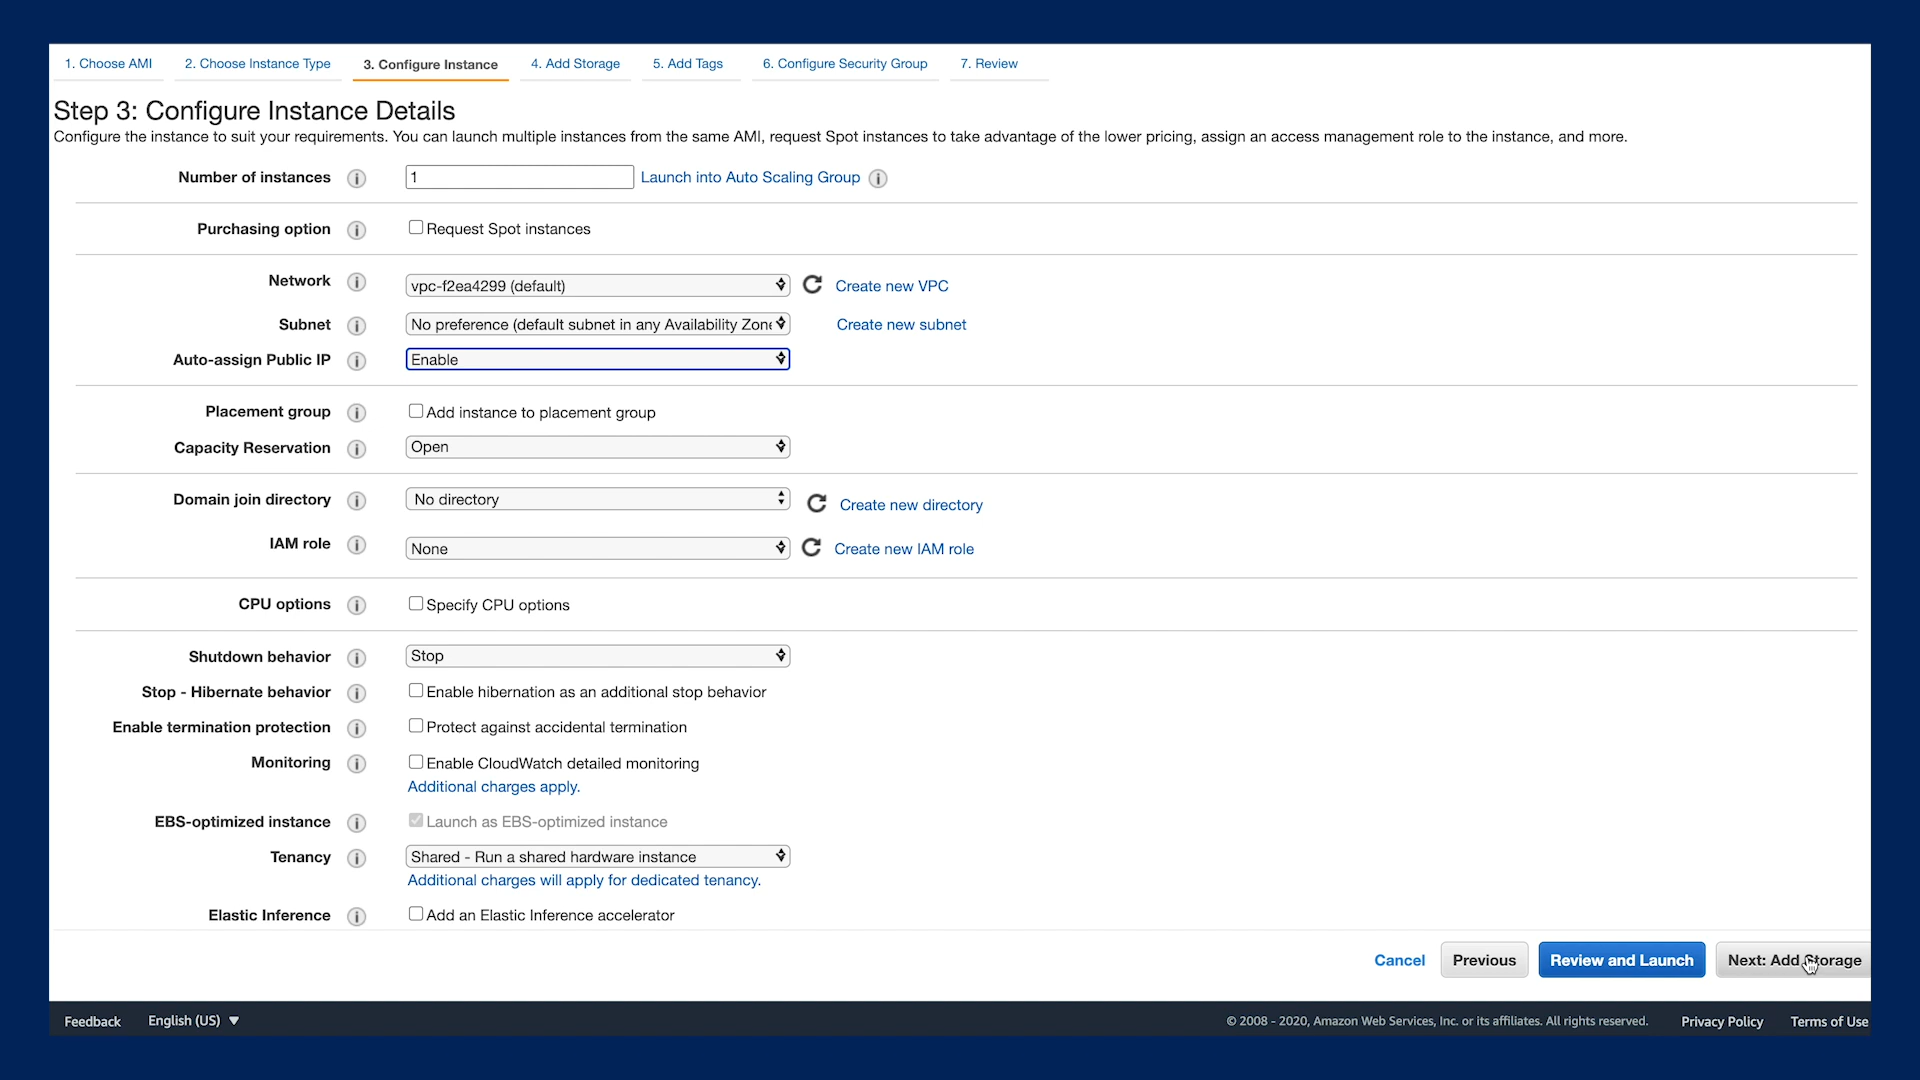 1. Choose AMI 2. Choose Instance Type 3. Configure Instance 4. Add Storage 5. Add Tags 6. Configure Security Group 7. Review
Step 3: Configure Instance Details
Configure the instance to suit your requirements. You can launch multiple instances from the same AMI, request Spot instances to take advantage of the lower pricing, assign an access management role to the instance, and more.
Number of instances i 1 Launch into Auto Scaling Group i
Purchasing option i Request Spot instances
Network i vpc-f2ea4299 (default) Create new VPC
Subnet i No preference (default subnet in any Availability Zone Create new subnet
Auto-assign Public IP i Enable
Placement group i Add instance to placement group
Capacity Reservation i Open
Domain join directory i No directory Create new directory
IAM role i None Create new IAM role
CPU options i Specify CPU options
Shutdown behavior i Stop
Stop - Hibernate behavior i Enable hibernation as an additional stop behavior
Enable termination protection i Protect against accidental termination
Monitoring i Enable CloudWatch detailed monitoring
Additional charges apply.
EBS-optimized instance i Launch as EBS-optimized instance
Tenancy i Shared - Run a shared hardware instance
Additional charges will apply for dedicated tenancy.
Elastic Inference i Add an Elastic Inference accelerator
Cancel Previous Review and Launch Next: Add Storage
Feedback English (US) © 2008 - 2020, Amazon Web Services, Inc. or its affiliates. All rights reserved. Privacy Policy Terms of Use